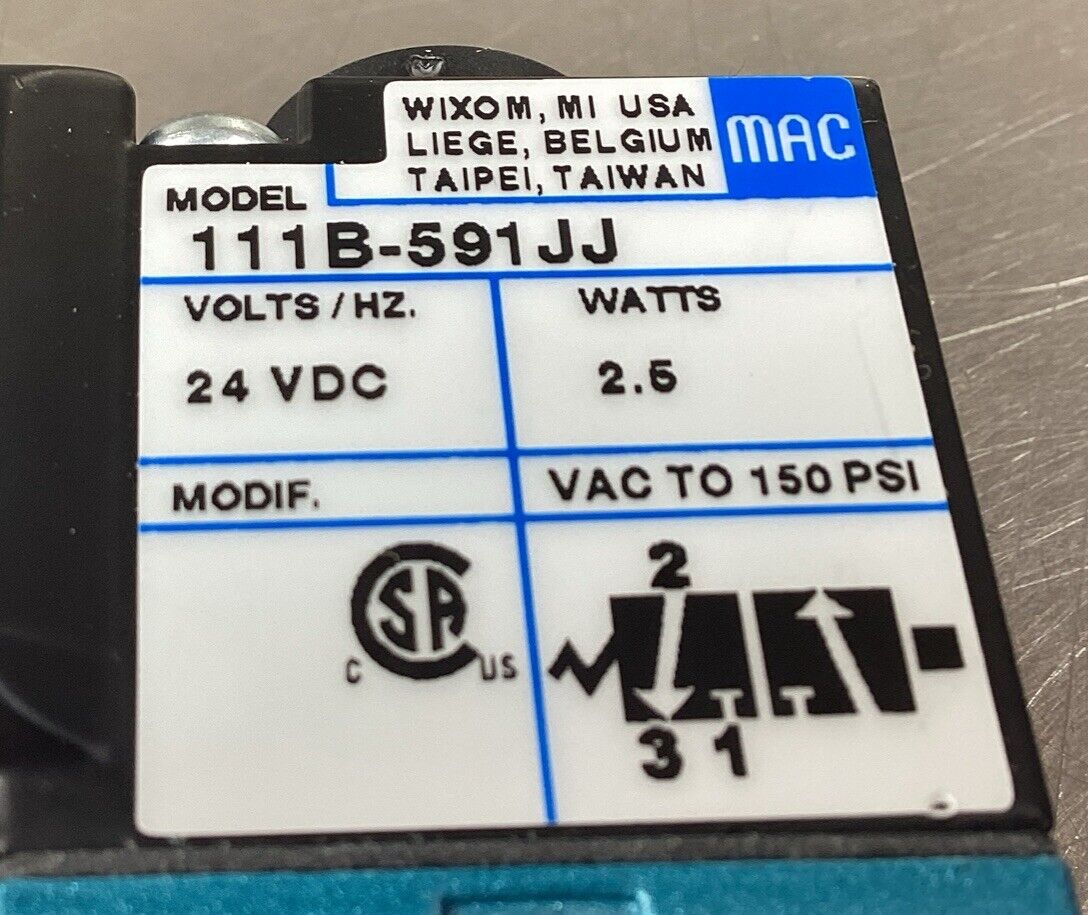 WIXOM, MI USA
LIEGE, BELGIUM
TAIPEI, TAIWAN
MAC
MODEL
111B-591JJ
VOLTS / HZ.
WATTS
24 VDC
2.5
MODIF.
VAC TO 150 PSI
CSA
C US
2
3 1